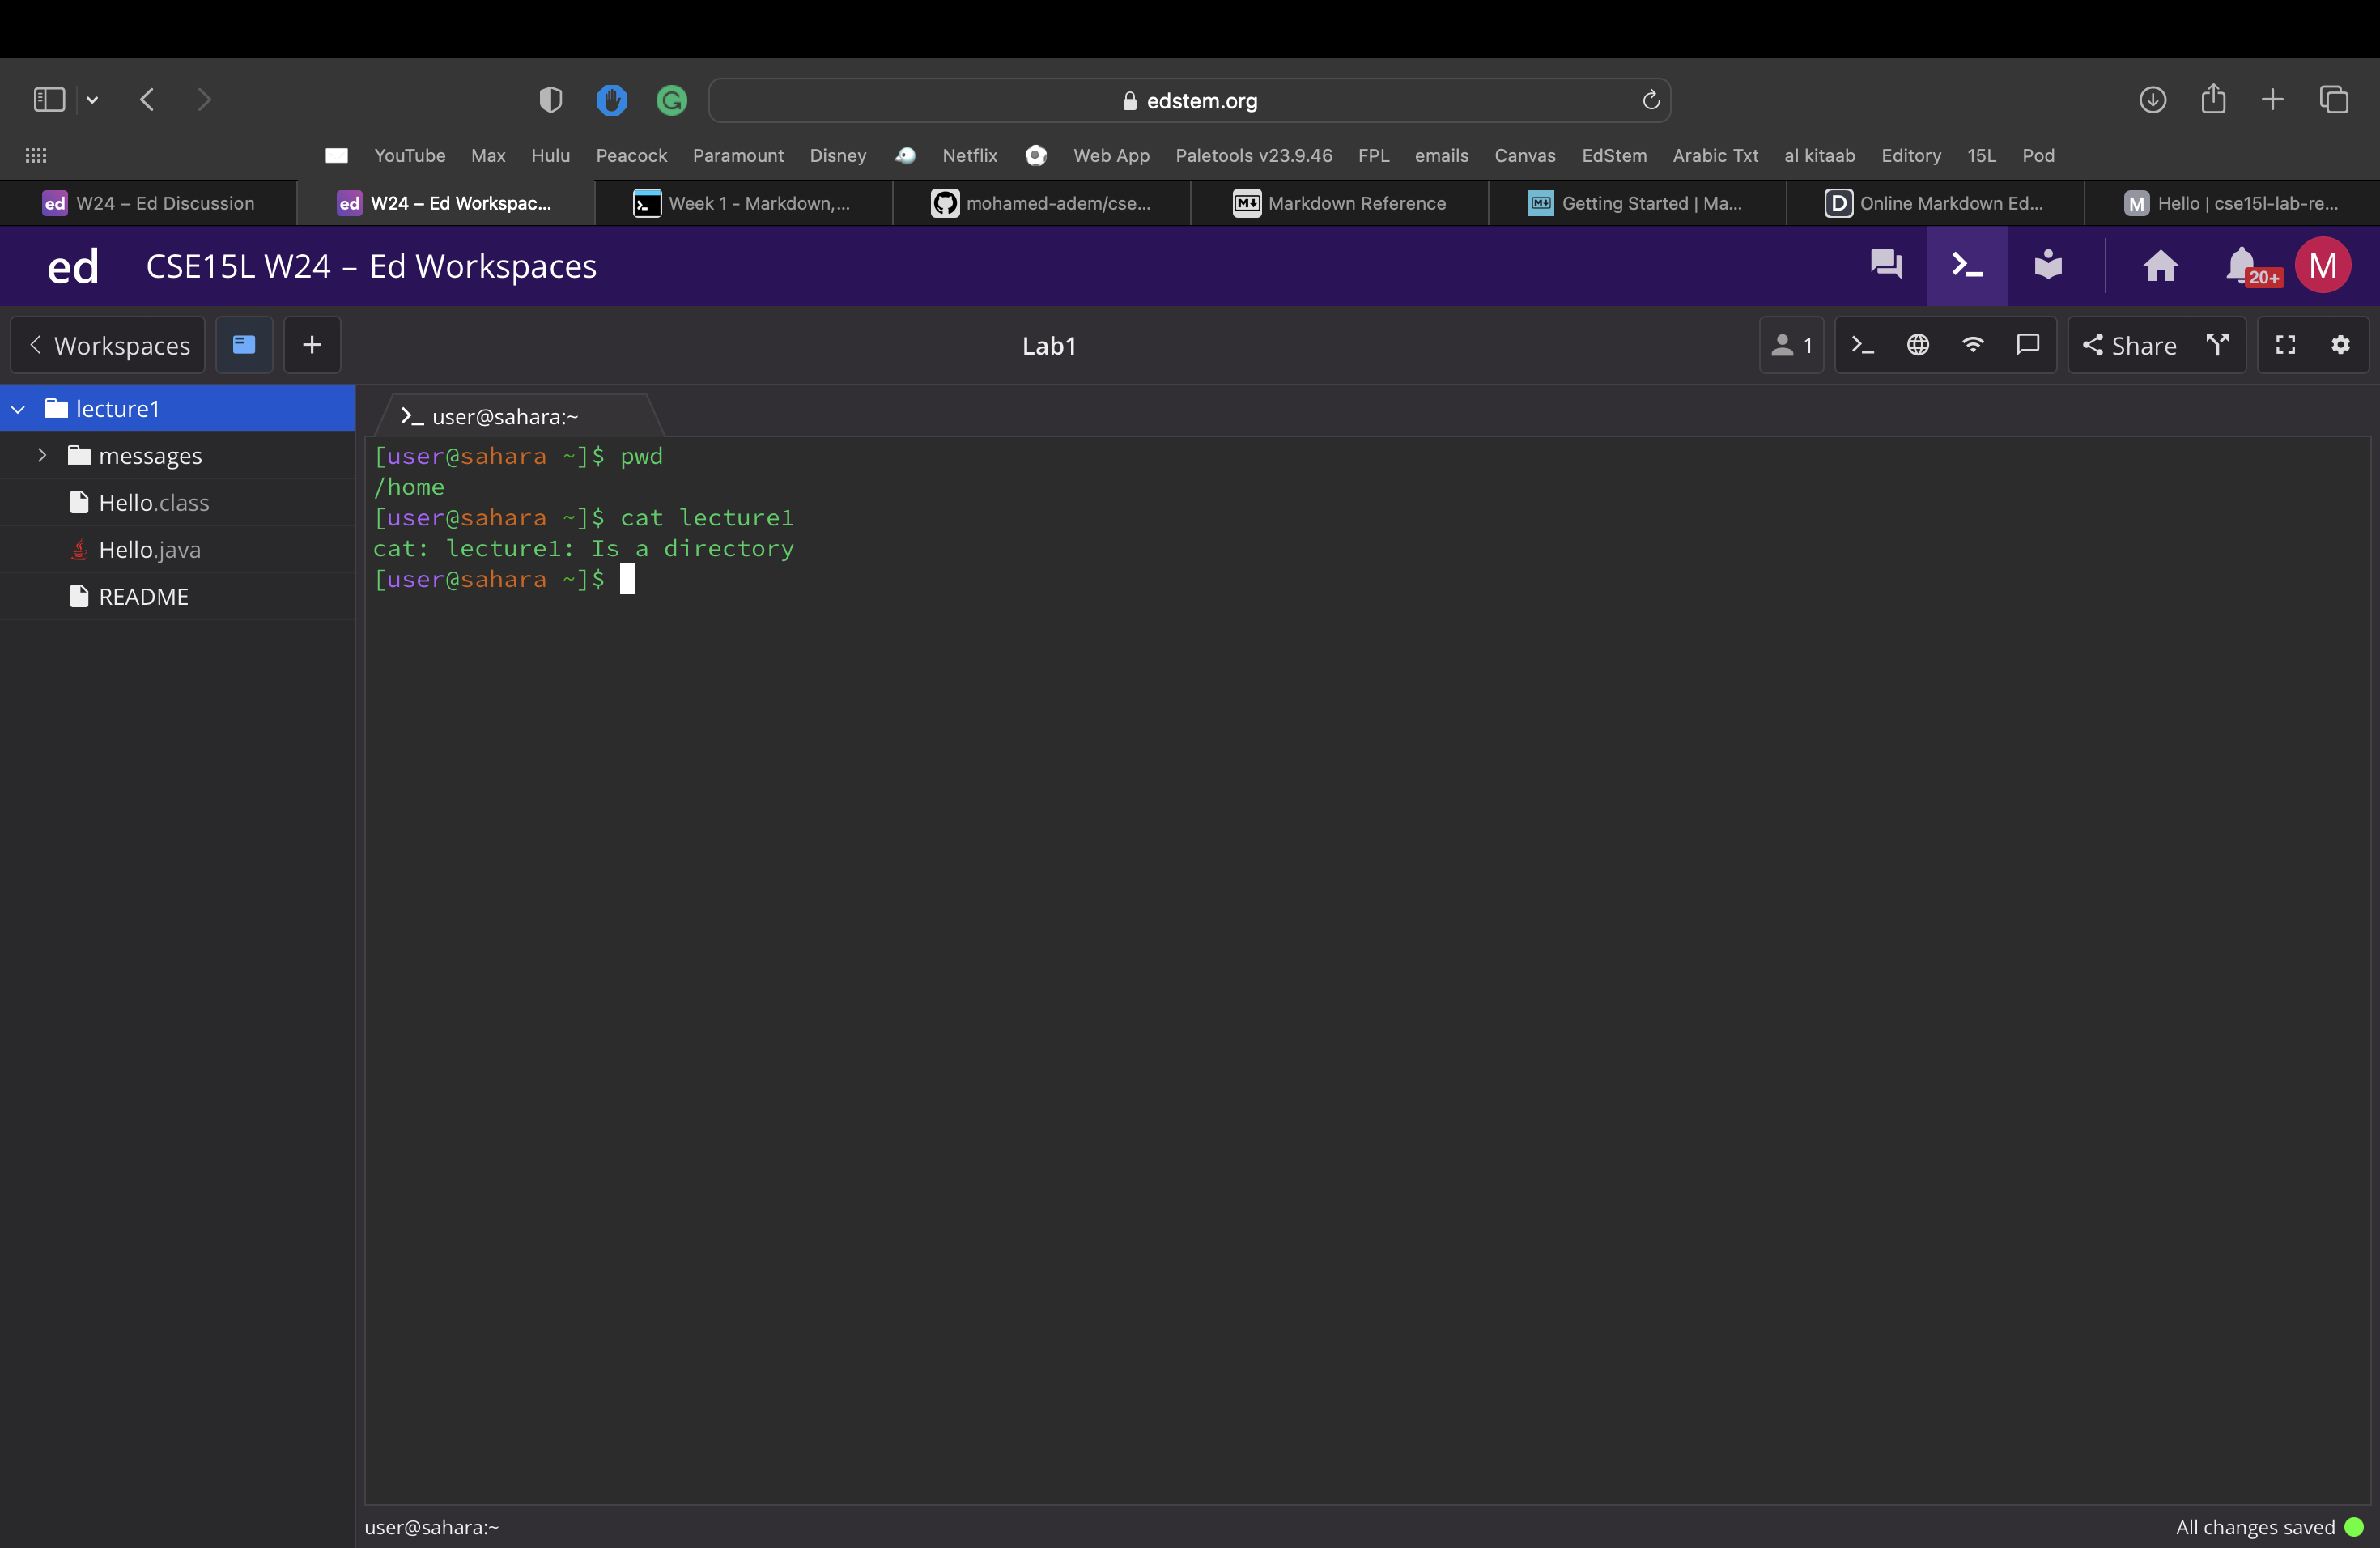 edstem.org
YouTube Max Hulu Peacock Paramount Disney Netflix Web App Paletools v23.9.46 FPL emails Canvas EdStem Arabic Txt al kitaab Editory 15L Pod
ed W24 – Ed Discussion ed W24 – Ed Workspac... Week 1 - Markdown,... mohamed-adem/cse... Markdown Reference Getting Started | Ma... D Online Markdown Ed... M Hello | cse15l-lab-re...
ed CSE15L W24 – Ed Workspaces 20+ M
Workspaces Lab1 1 Share
lecture1
messages
Hello.class
Hello.java
README
user@sahara:~
[user@sahara ~]$ pwd
/home
[user@sahara ~]$ cat lecture1
cat: lecture1: Is a directory
[user@sahara ~]$
user@sahara:~ All changes saved